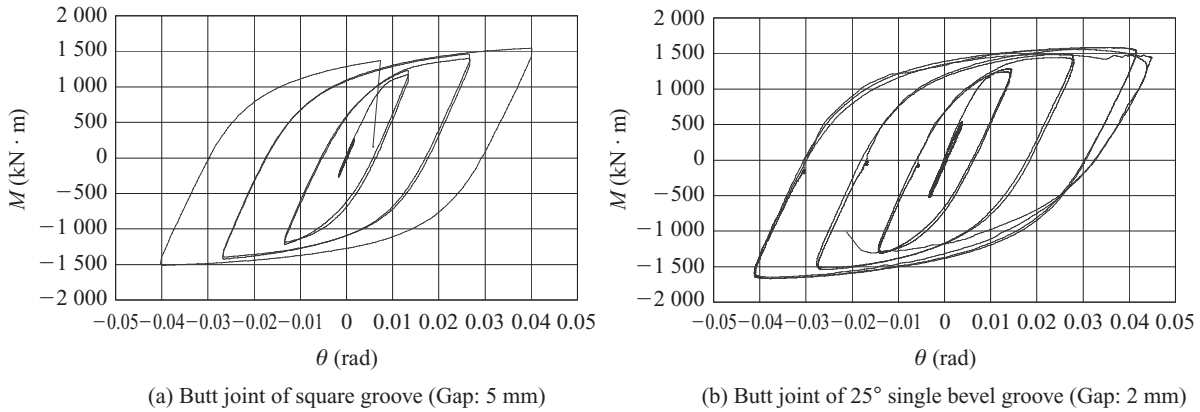 2 000
1 500
1 000
500
0
−500
−1 000
−1 500
−2 000
M (kN · m)
−0.05 −0.04 −0.03 −0.02 −0.01 0 0.01 0.02 0.03 0.04 0.05
θ (rad)
(a) Butt joint of square groove (Gap: 5 mm)
2 000
1 500
1 000
500
0
−500
−1 000
−1 500
−2 000
M (kN · m)
−0.05 −0.04 −0.03 −0.02 −0.01 0 0.01 0.02 0.03 0.04 0.05
θ (rad)
(b) Butt joint of 25° single bevel groove (Gap: 2 mm)